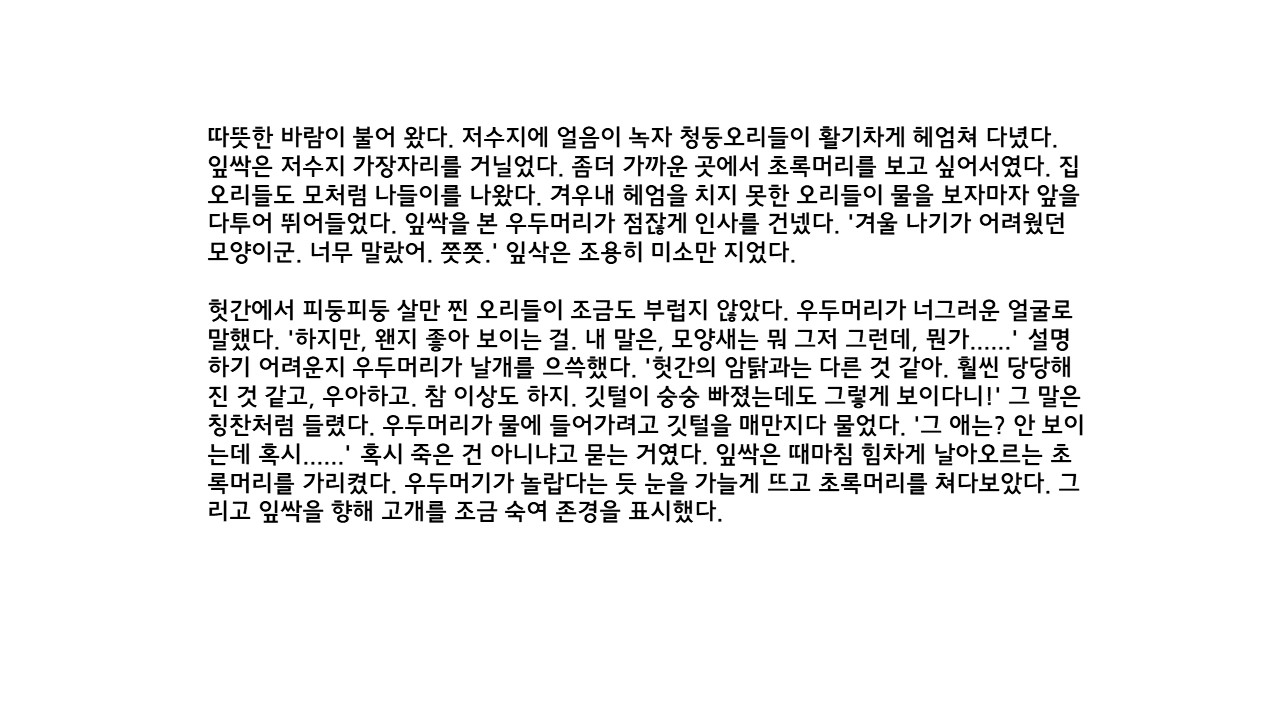 따뜻한 바람이 불어 왔다. 저수지에 얼음이 녹자 청둥오리들이 활기차게 헤엄쳐 다녔다.
잎싹은 저수지 가장자리를 거닐었다. 좀더 가까운 곳에서 초록머리를 보고 싶어서였다. 집
오리들도 모처럼 나들이를 나왔다. 겨우내 헤엄을 치지 못한 오리들이 물을 보자마자 앞을
다투어 뛰어들었다. 잎싹을 본 우두머리가 점잖게 인사를 건넸다. '겨울 나기가 어려웠던
모양이군. 너무 말랐어. 쯧쯧.' 잎삭은 조용히 미소만 지었다.
헛간에서 피둥피둥 살만 찐 오리들이 조금도 부럽지 않았다. 우두머리가 너그러운 얼굴로
말했다. '하지만, 왠지 좋아 보이는 걸. 내 말은, 모양새는 뭐 그저 그런데, 뭔가......' 설명
하기 어려운지 우두머리가 날개를 으쓱했다. '헛간의 암탉과는 다른 것 같아. 훨씬 당당해
진 것 같고, 우아하고. 참 이상도 하지. 깃털이 숭숭 빠졌는데도 그렇게 보이다니!' 그 말은
칭찬처럼 들렸다. 우두머리가 물에 들어가려고 깃털을 매만지다 물었다. '그 애는? 안 보이
는데 혹시......' 혹시 죽은 건 아니냐고 묻는 거였다. 잎싹은 때마침 힘차게 날아오르는 초
록머리를 가리켰다. 우두머기가 놀랍다는 듯 눈을 가늘게 뜨고 초록머리를 쳐다보았다. 그
리고 잎싹을 향해 고개를 조금 숙여 존경을 표시했다.